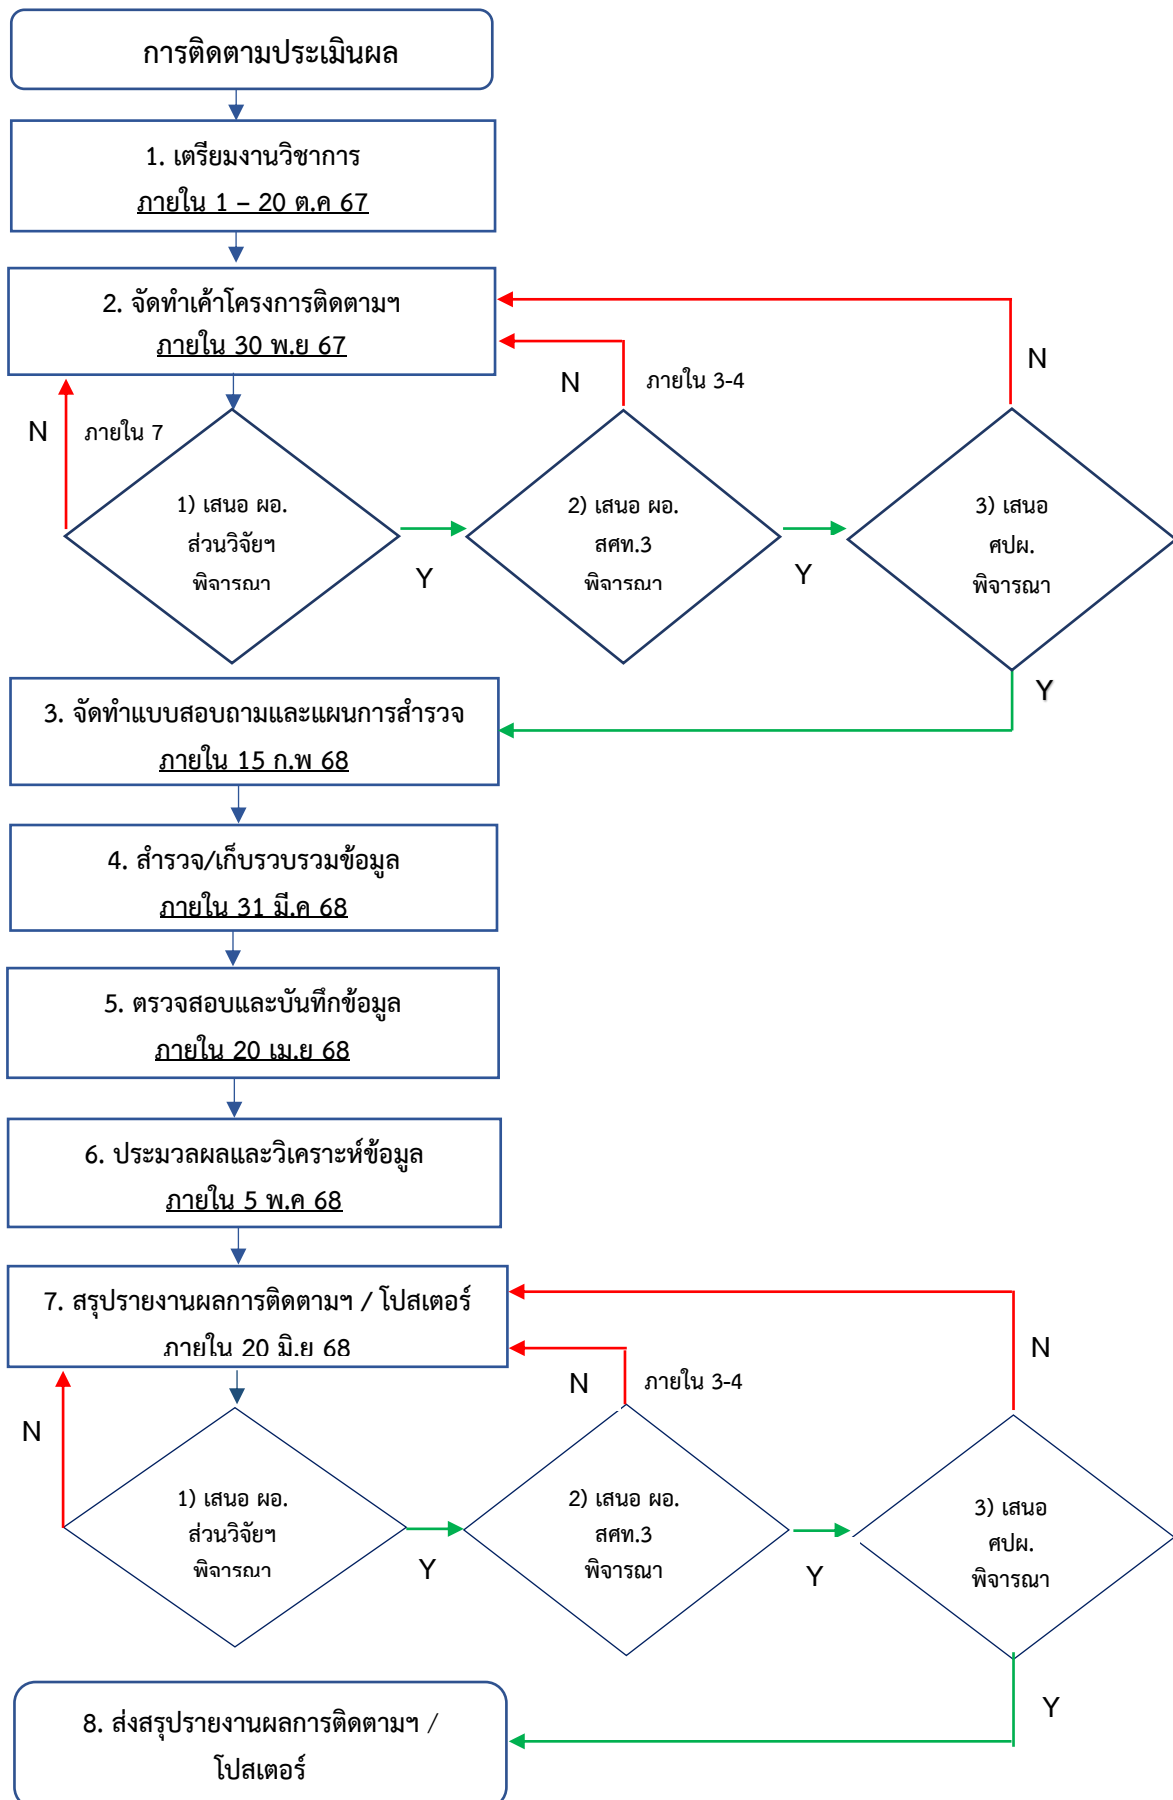 การติดตามประเมินผล
1. เตรียมงานวิชาการ
ภายใน 1 – 20 ต.ค 67
2. จัดทำเค้าโครงการติดตามฯ
ภายใน 30 พ.ย 67
N
ภายใน 7
N
ภายใน 3-4
N
1) เสนอ ผอ.
ส่วนวิจัยฯ
พิจารณา
Y
2) เสนอ ผอ.
สศท.3
พิจารณา
Y
3) เสนอ
ศปผ.
พิจารณา
Y
3. จัดทำแบบสอบถามและแผนการสำรวจ
ภายใน 15 ก.พ 68
4. สำรวจ/เก็บรวบรวมข้อมูล
ภายใน 31 มี.ค 68
5. ตรวจสอบและบันทึกข้อมูล
ภายใน 20 เม.ย 68
6. ประมวลผลและวิเคราะห์ข้อมูล
ภายใน 5 พ.ค 68
7. สรุปรายงานผลการติดตามฯ / โปสเตอร์
ภายใน 20 มิ.ย 68
N
N
ภายใน 3-4
N
1) เสนอ ผอ.
ส่วนวิจัยฯ
พิจารณา
Y
2) เสนอ ผอ.
สศท.3
พิจารณา
Y
3) เสนอ
ศปผ.
พิจารณา
Y
8. ส่งสรุปรายงานผลการติดตามฯ /
โปสเตอร์